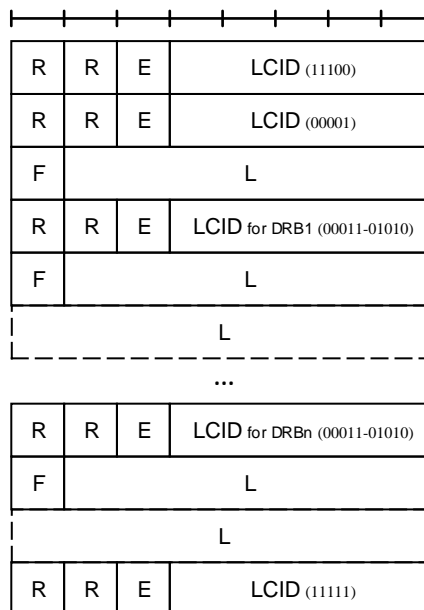 R R E LCID (11100)
R R E LCID (00001)
F L
R R E LCID for DRB1 (00011-01010)
F L
L
...
R R E LCID for DRBn (00011-01010)
F L
L
R R E LCID (11111)